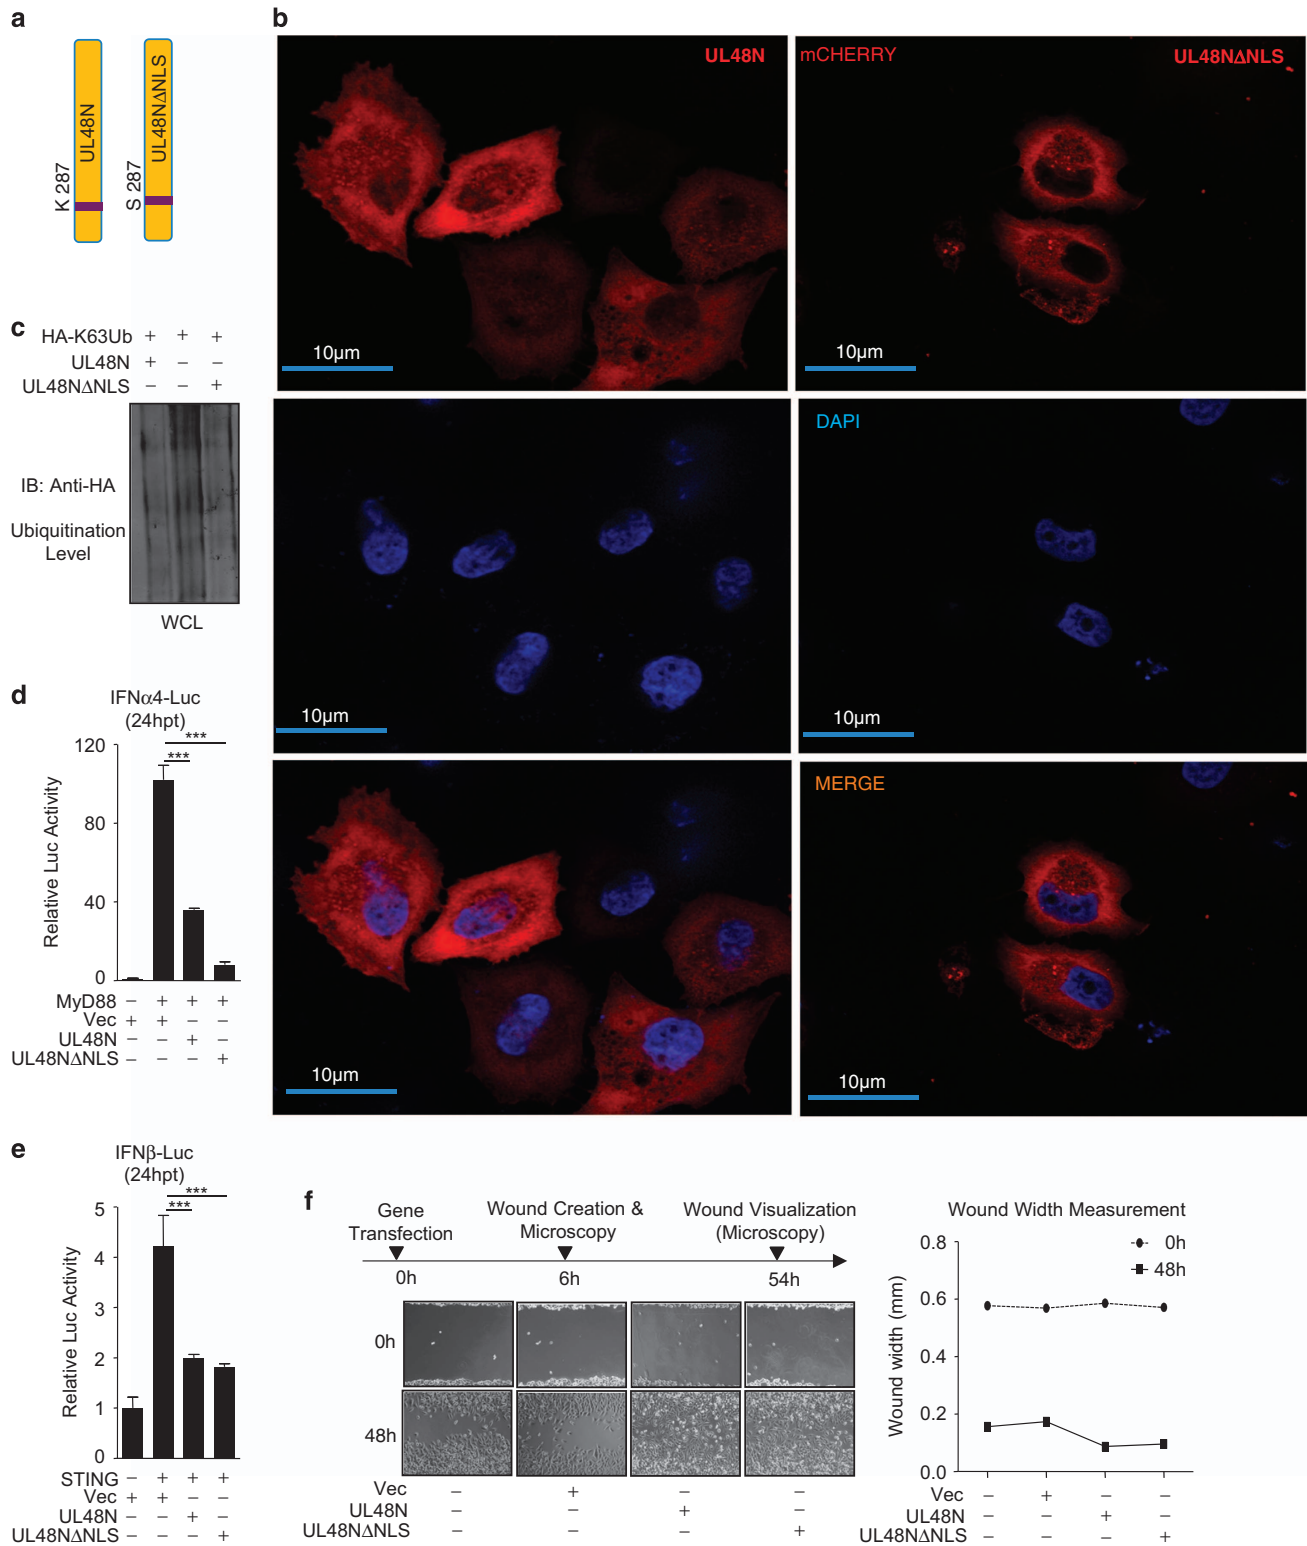 a
UL48N
K 287
UL48NΔNLS
S 287
b
UL48N
mCHERRY
UL48NΔNLS
10µm
10µm
DAPI
10µm
10µm
MERGE
10µm
10µm
c
HA-K63Ub + + +
UL48N + – –
UL48NΔNLS – – +
IB: Anti-HA
Ubiquitination
Level
WCL
d
IFNα4-Luc
(24hpt)
***
***
120
80
40
0
Relative Luc Activity
MyD88 – + + +
Vec + + – –
UL48N – – + –
UL48NΔNLS – – – +
e
IFNβ-Luc
(24hpt)
***
***
5
4
3
2
1
0
Relative Luc Activity
STING – + + +
Vec + + – –
UL48N – – + –
UL48NΔNLS – – – +
f
Gene
Transfection
Wound Creation &
Microscopy
Wound Visualization
(Microscopy)
0h
6h
54h
0h
48h
Vec – + – –
UL48N – – + –
UL48NΔNLS – – – +
Wound Width Measurement
0h
48h
0.8
0.6
0.4
0.2
0.0
Wound width (mm)
Vec – + – –
UL48N – – + –
UL48NΔNLS – – – +